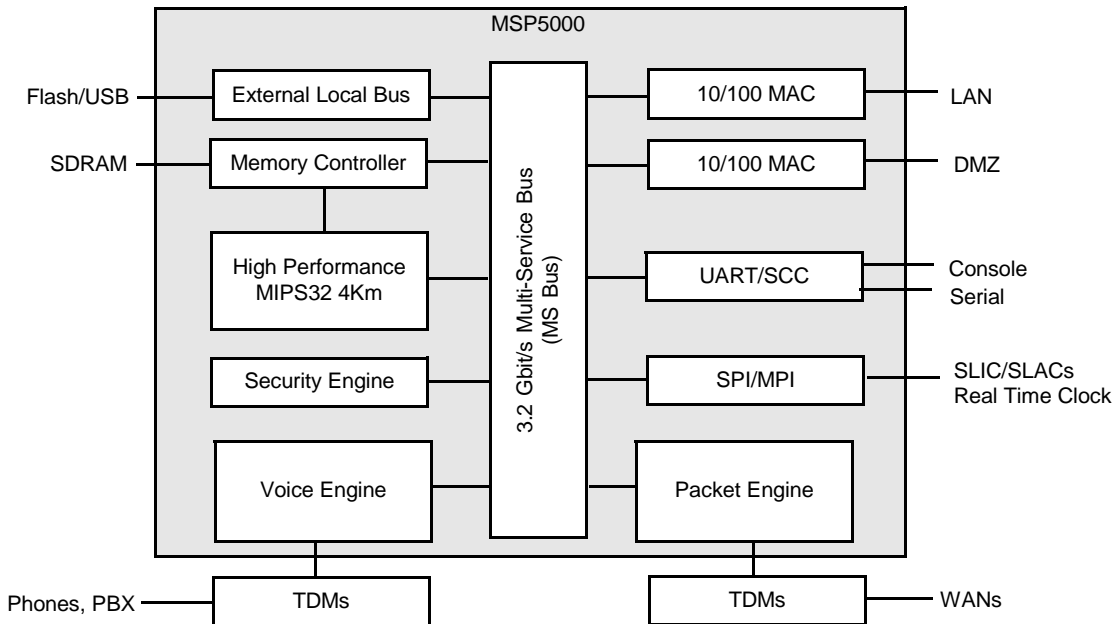 MSP5000
Flash/USB
External Local Bus
10/100 MAC
LAN
SDRAM
Memory Controller
10/100 MAC
DMZ
High Performance
MIPS32 4Km
3.2 Gbit/s Multi-Service Bus
(MS Bus)
UART/SCC
Console
Serial
Security Engine
SPI/MPI
SLIC/SLACs
Real Time Clock
Voice Engine
Packet Engine
Phones, PBX
TDMs
TDMs
WANs